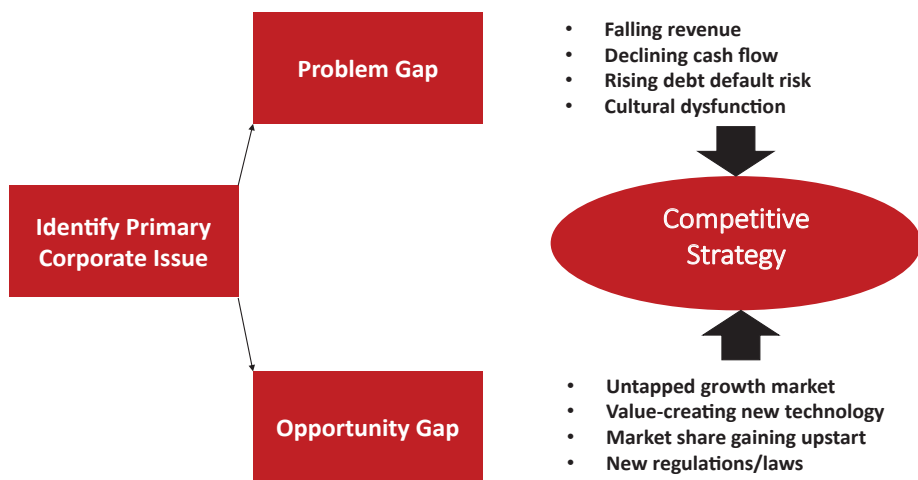 Problem Gap
• Falling revenue
• Declining cash flow
• Rising debt default risk
• Cultural dysfunction
Identify Primary
Corporate Issue
Competitive
Strategy
Opportunity Gap
• Untapped growth market
• Value-creating new technology
• Market share gaining upstart
• New regulations/laws